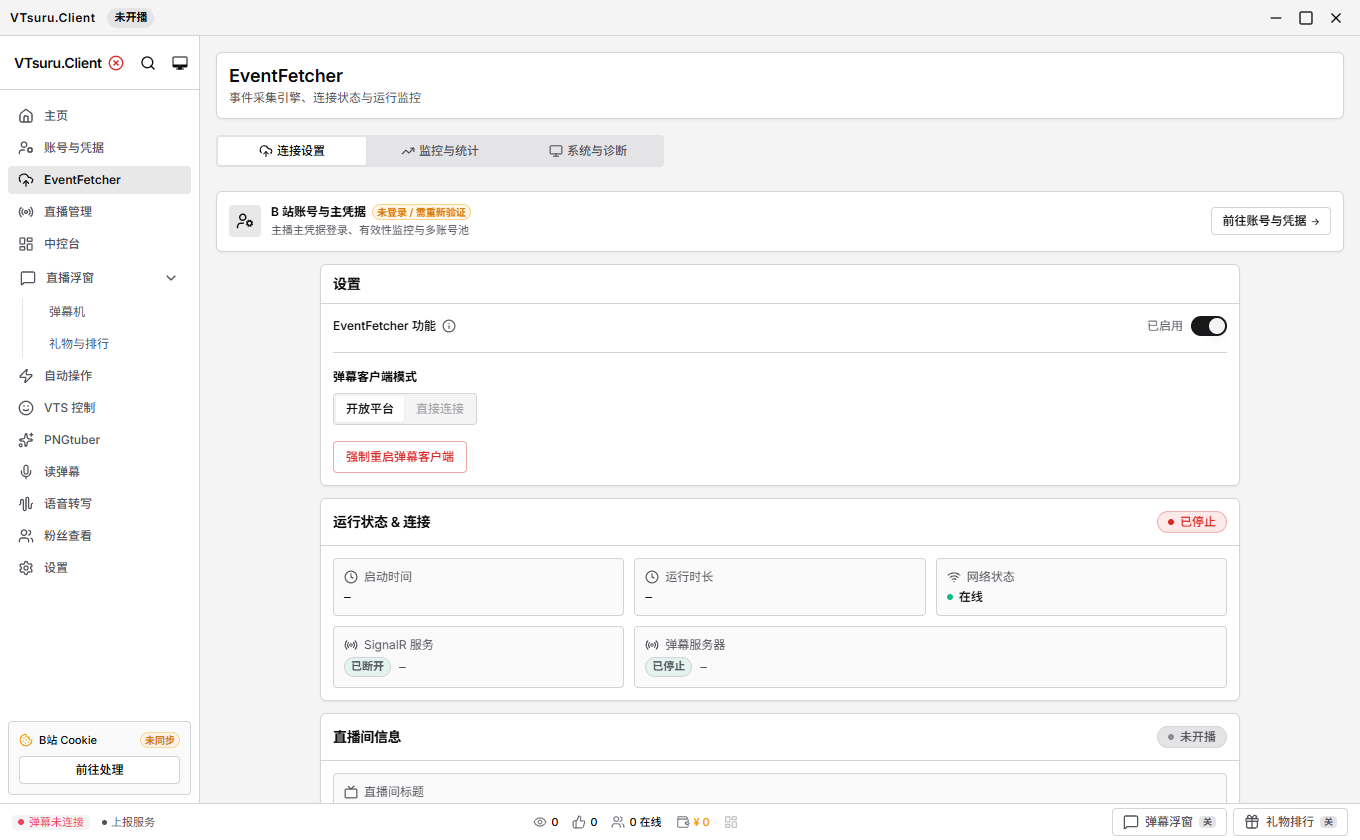 VTsuru.Client 未开播
VTsuru.Client
主页
账号与凭据
EventFetcher
直播管理
中控台
直播浮窗
弹幕机
礼物与排行
自动操作
VTS 控制
PNGtuber
读弹幕
语音转写
粉丝查看
设置
B站 Cookie 未同步
前往处理
EventFetcher
事件采集引擎、连接状态与运行监控
连接设置 监控与统计 系统与诊断
B 站账号与主凭据 未登录 / 需重新验证
主播主凭据登录、有效性监控与多账号池
前往账号与凭据 →
设置
EventFetcher 功能 已启用
弹幕客户端模式
开放平台 直接连接
强制重启弹幕客户端
运行状态 & 连接 已停止
启动时间 运行时长 网络状态
– – 在线
SignalR 服务 弹幕服务器
已断开 – 已停止 –
直播间信息 未开播
直播间标题
弹幕未连接 上报服务 0 0 0 在线 ¥ 0 弹幕浮窗 关 礼物排行 关